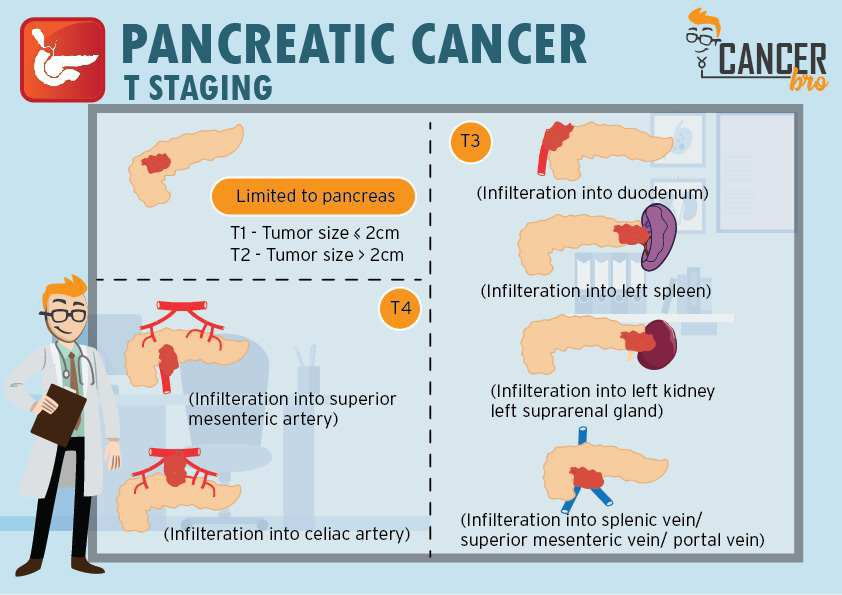 PANCREATIC CANCER
T STAGING
CANCER
bro
Limited to pancreas
T1 - Tumor size < 2cm
T2 - Tumor size > 2cm
T4
(Infilteration into superior
mesenteric artery)
(Infilteration into celiac artery)
T3
(Infilteration into duodenum)
(Infilteration into left spleen)
(Infilteration into left kidney
left suprarenal gland)
(Infilteration into splenic vein/
superior mesenteric vein/ portal vein)